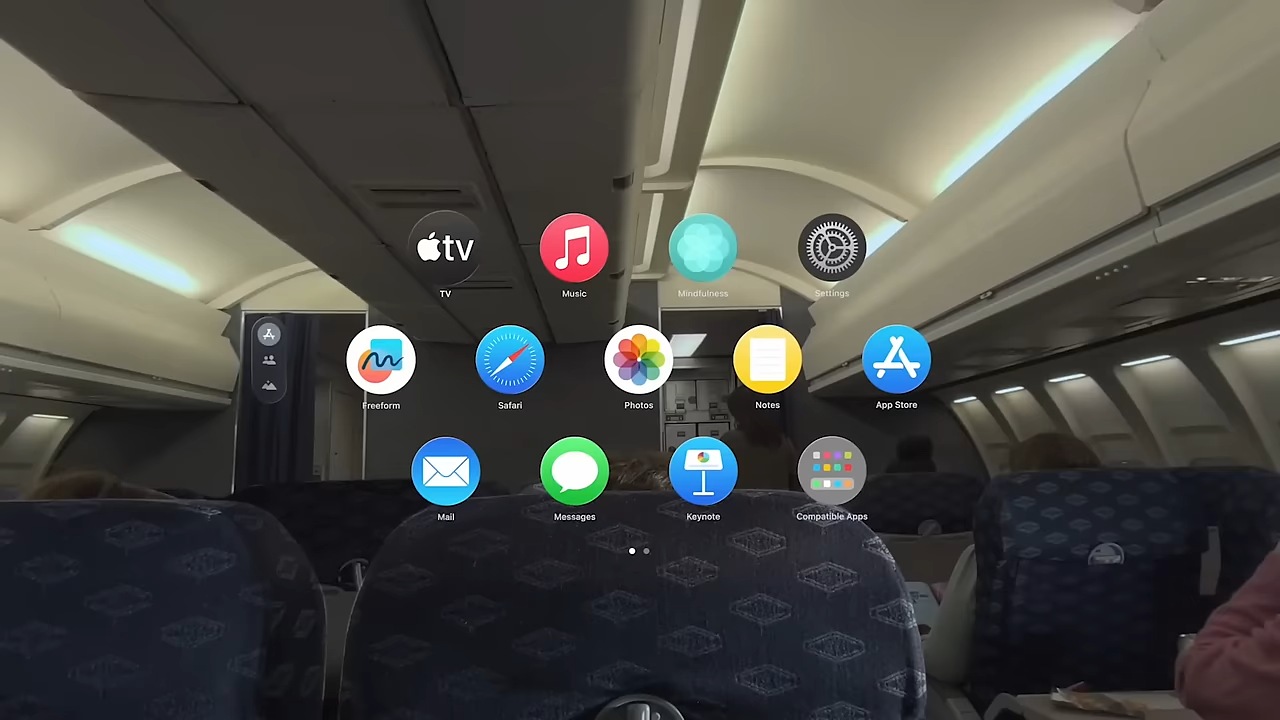 tv
TV
Music
Mindfulness
Settings
Freeform
Safari
Photos
Notes
App Store
Mail
Messages
Keynote
Compatible Apps